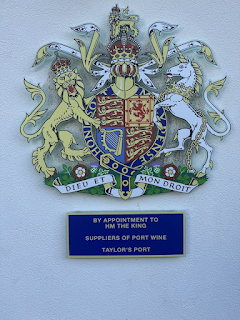 DIEU ET MON DROIT
BY APPOINTMENT TO
HM THE KING
SUPPLIERS OF PORT WINE
TAYLOR'S PORT